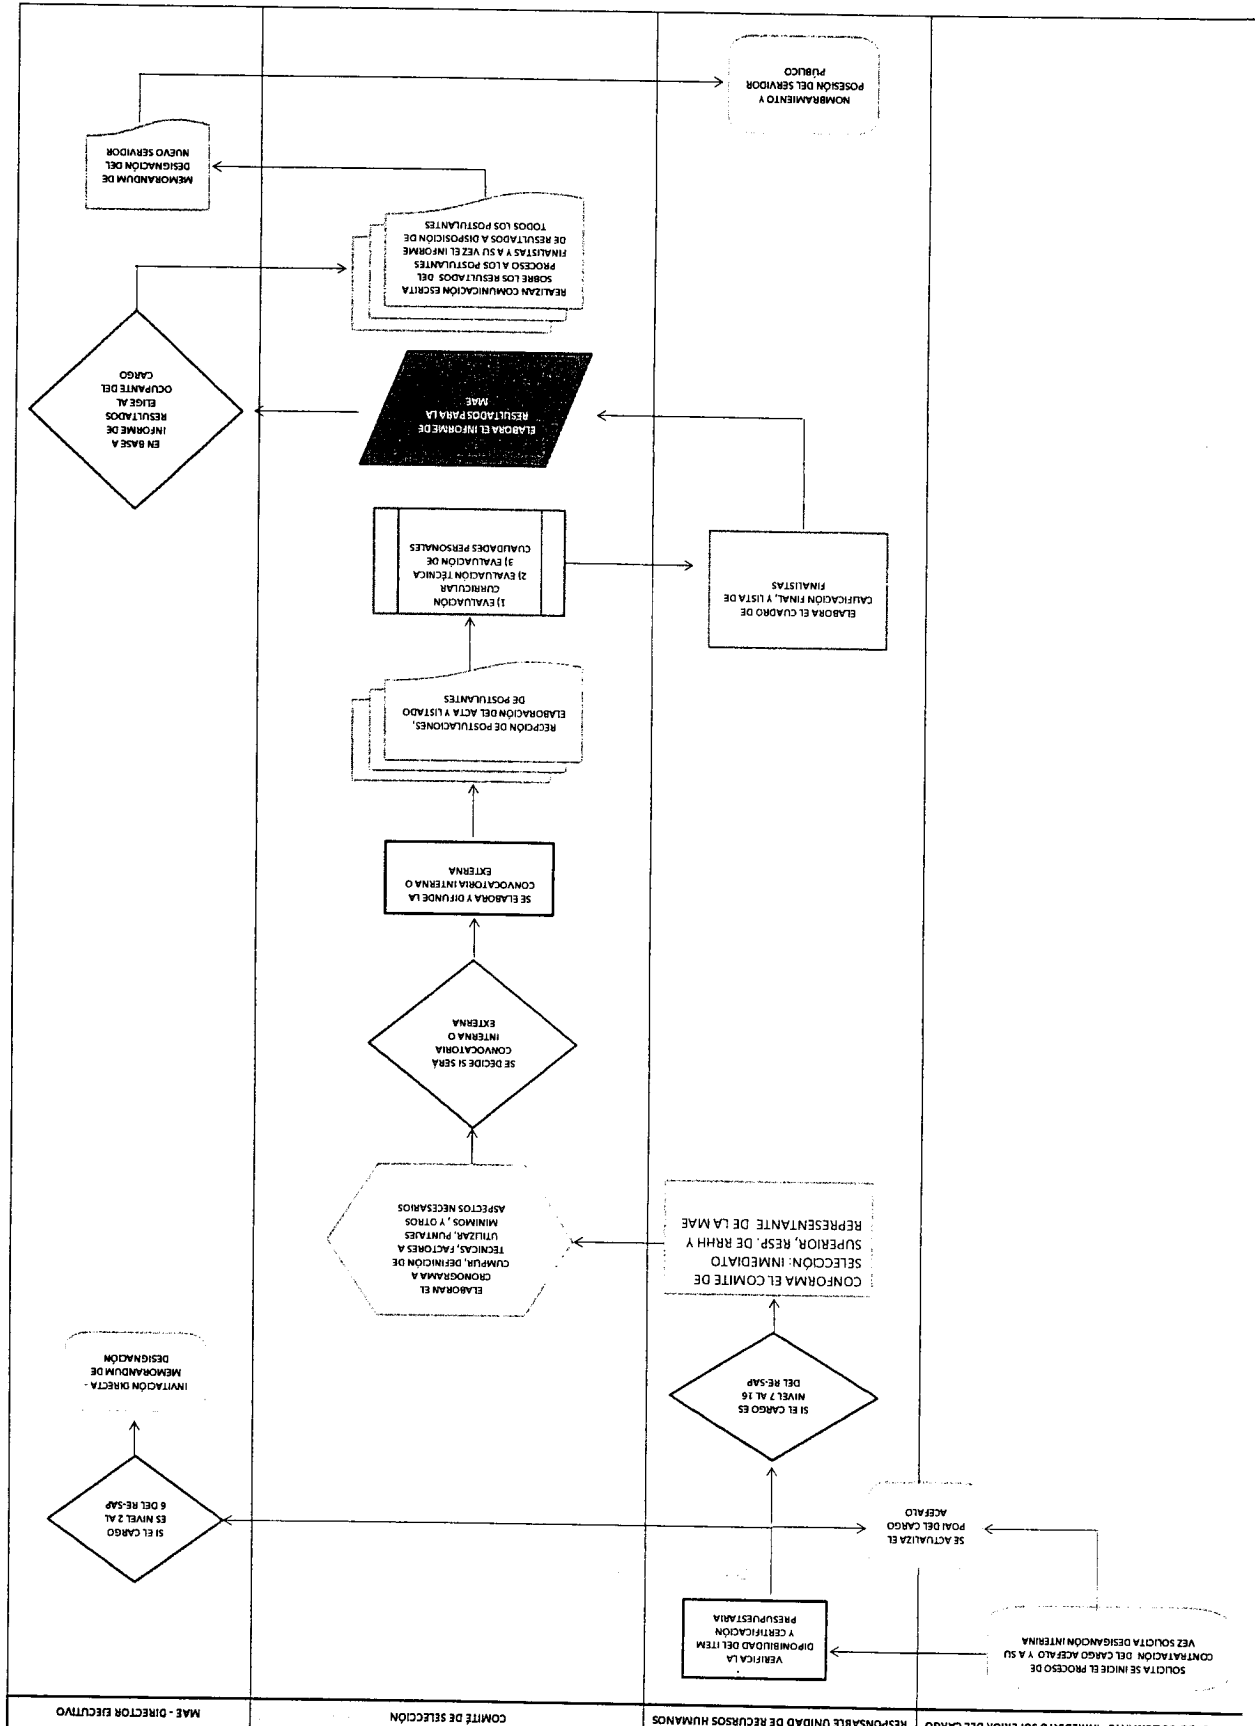 INMEDIATO SUPERIOR DEL CARGO
RESPONSABLE UNIDAD DE RECURSOS HUMANOS
COMITÉ DE SELECCIÓN
MAE - DIRECTOR EJECUTIVO
SOLICITA SE INICIE EL PROCESO DE
CONTRATACIÓN DEL CARGO ACEFALO Y A SU
VEZ SOLICITA DESIGANCIÓN INTERINA
VERIFICA LA
DIPONIBILIDAD DEL ITEM
Y CERTIFICACIÓN
PRESUPUESTARIA
SE ACTUALIZA EL
POAI DEL CARGO
ACEFALO
SI EL CARGO
ES NIVEL 2 AL
6 DEL RE-SAP
INVITACIÓN DIRECTA -
MEMORANDUM DE
DESIGNACIÓN
SI EL CARGO ES
NIVEL 7 AL 16
DEL RE-SAP
CONFORMA EL COMITE DE
SELECCIÓN: INMEDIATO
SUPERIOR, RESP. DE RRHH Y
REPRESENTANTE DE LA MAE
ELABORAN EL
CRONOGRAMA A
CUMPLIR, DEFINICIÓN DE
TECNICAS, FACTORES A
UTILIZAR, PUNTAJES
MINIMOS , Y OTROS
ASPECTOS NECESARIOS
SE DECIDE SI SERÁ
CONVOCATORIA
INTERNA O
EXTERNA
SE ELABORA Y DIFUNDE LA
CONVOCATORIA INTERNA O
EXTERNA
RECPCIÓN DE POSTULACIONES,
ELABORACIÓN DEL ACTA Y LISTADO
DE POSTULANTES
1) EVALUACIÓN
CURRICULAR
2) EVALUACIÓN TÉCNICA
3) EVALUACIÓN DE
CUALIDADES PERSONALES
ELABORA EL CUADRO DE
CALIFICACIÓN FINAL, Y LISTA DE
FINALISTAS
ELABORA EL INFORME DE
RESULTADOS PARA LA
MAE
EN BASE A
INFORME DE
RESULTADOS
ELIGE AL
OCUPANTE DEL
CARGO
REALIZAN COMUNICACIÓN ESCRITA
SOBRE LOS RESULTADOS DEL
PROCESO A LOS POSTULANTES
FINALISTAS Y A SU VEZ EL INFORME
DE RESULTADOS A DISPOSICIÓN DE
TODOS LOS POSTULANTES
MEMORANDUM DE
DESIGNACIÓN DEL
NUEVO SERVIDOR
NOMBRAMIENTO Y
POSESIÓN DEL SERVIDOR
PÚBLICO